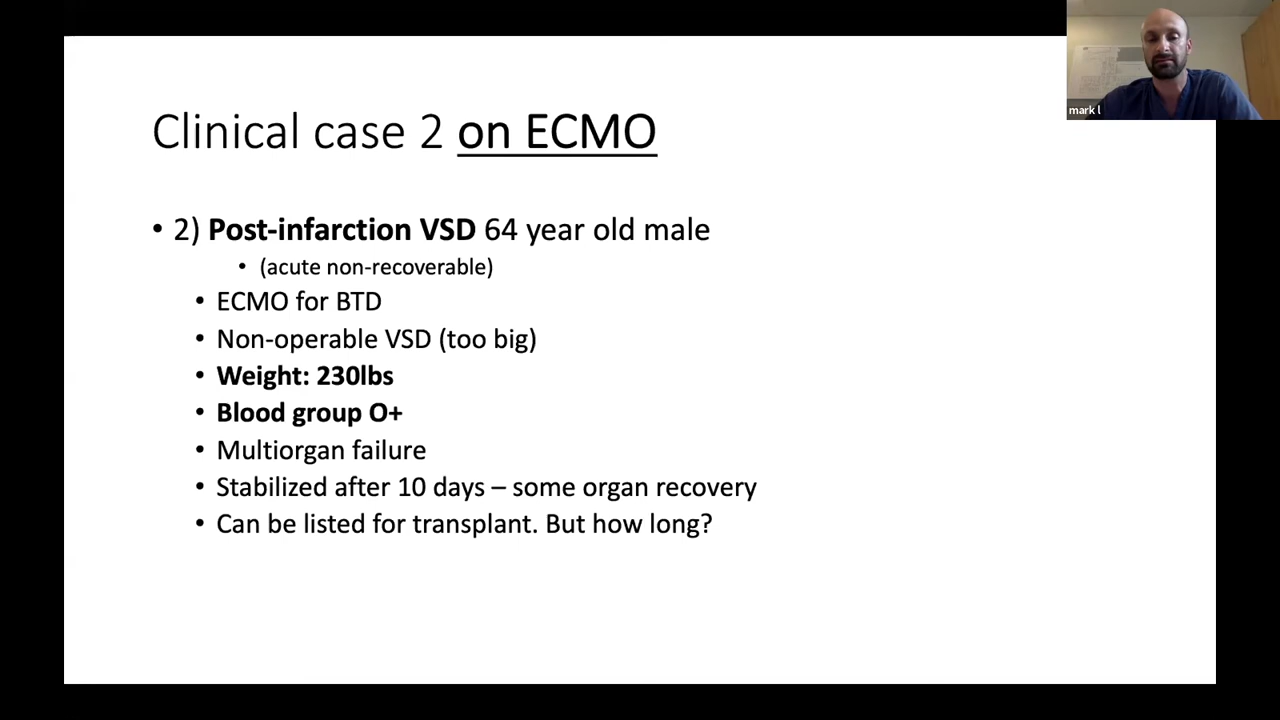 mark l
Clinical case 2 on ECMO
• 2) Post-infarction VSD 64 year old male
• (acute non-recoverable)
• ECMO for BTD
• Non-operable VSD (too big)
• Weight: 230lbs
• Blood group O+
• Multiorgan failure
• Stabilized after 10 days – some organ recovery
• Can be listed for transplant. But how long?